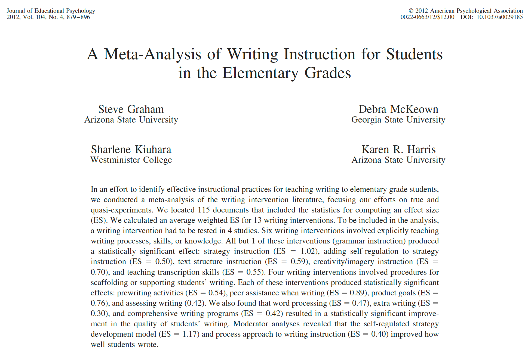 Journal of Educational Psychology
2012, Vol. 104, No. 4, 879–896
© 2012 American Psychological Association
0022-0663/12/$12.00 DOI: 10.1037/a0029185
A Meta-Analysis of Writing Instruction for Students
in the Elementary Grades
Steve Graham
Arizona State University
Debra McKeown
Georgia State University
Sharlene Kiuhara
Westminister College
Karen R. Harris
Arizona State University
In an effort to identify effective instructional practices for teaching writing to elementary grade students,
we conducted a meta-analysis of the writing intervention literature, focusing our efforts on true and
quasi-experiments. We located 115 documents that included the statistics for computing an effect size
(ES). We calculated an average weighted ES for 13 writing interventions. To be included in the analysis,
a writing intervention had to be tested in 4 studies. Six writing interventions involved explicitly teaching
writing processes, skills, or knowledge. All but 1 of these interventions (grammar instruction) produced
a statistically significant effect: strategy instruction (ES = 1.02), adding self-regulation to strategy
instruction (ES = 0.50), text structure instruction (ES = 0.59), creativity/imagery instruction (ES =
0.70), and teaching transcription skills (ES = 0.55). Four writing interventions involved procedures for
scaffolding or supporting students' writing. Each of these interventions produced statistically significant
effects: prewriting activities (ES = 0.54), peer assistance when writing (ES = 0.89), product goals (ES =
0.76), and assessing writing (0.42). We also found that word processing (ES = 0.47), extra writing (ES =
0.30), and comprehensive writing programs (ES = 0.42) resulted in a statistically significant improve-
ment in the quality of students' writing. Moderator analyses revealed that the self-regulated strategy
development model (ES = 1.17) and process approach to writing instruction (ES = 0.40) improved how
well students wrote.